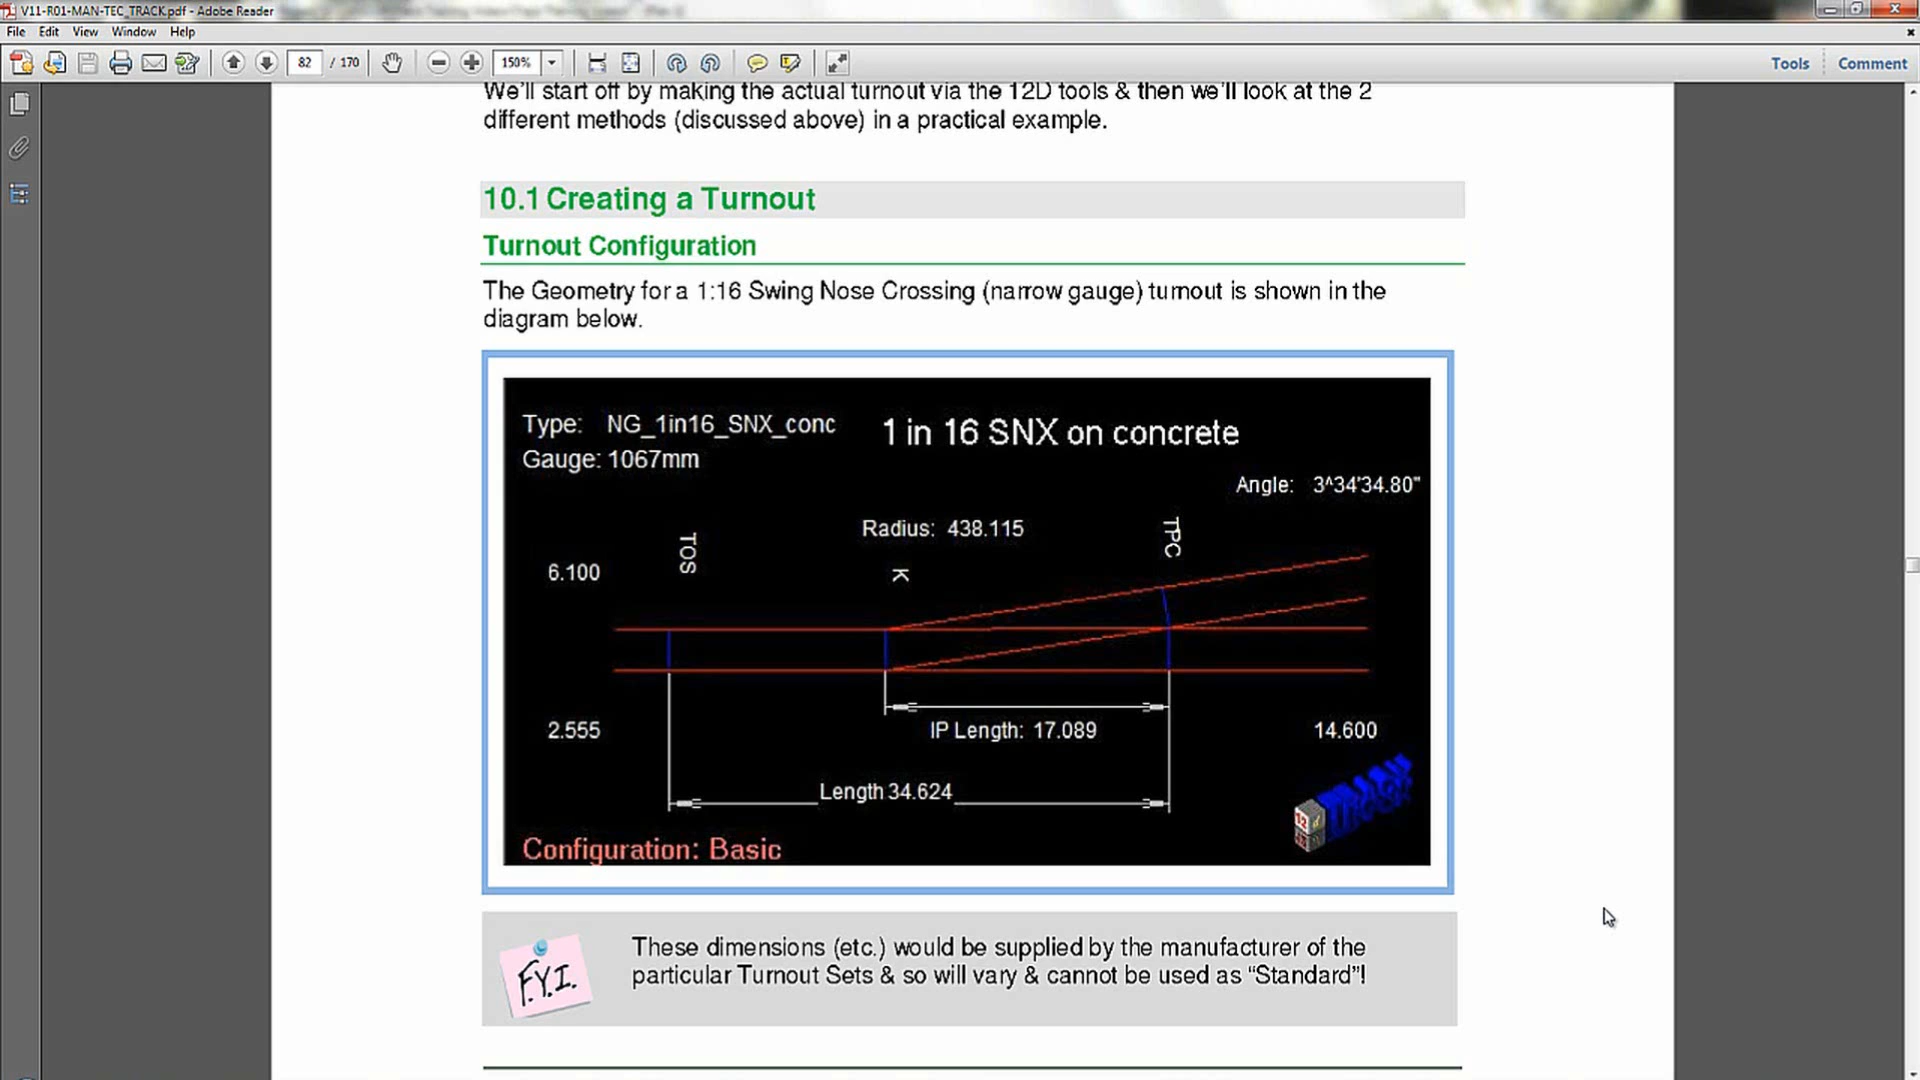 V11-R01-MAN-TEC_TRACK.pdf - Adobe Reader
File Edit View Window Help
82 / 170 150% Tools Comment
We'll start off by making the actual turnout via the 12D tools & then we'll look at the 2
different methods (discussed above) in a practical example.
10.1 Creating a Turnout
Turnout Configuration
The Geometry for a 1:16 Swing Nose Crossing (narrow gauge) turnout is shown in the
diagram below.
Type: NG_1in16_SNX_conc
1 in 16 SNX on concrete
Gauge: 1067mm
Angle: 3^34'34.80"
Radius: 438.115
TOS
TPC
6.100
K
2.555
IP Length: 17.089
14.600
Length 34.624
12 d
TRACK
Configuration: Basic
F.Y.I.
These dimensions (etc.) would be supplied by the manufacturer of the
particular Turnout Sets & so will vary & cannot be used as “Standard”!